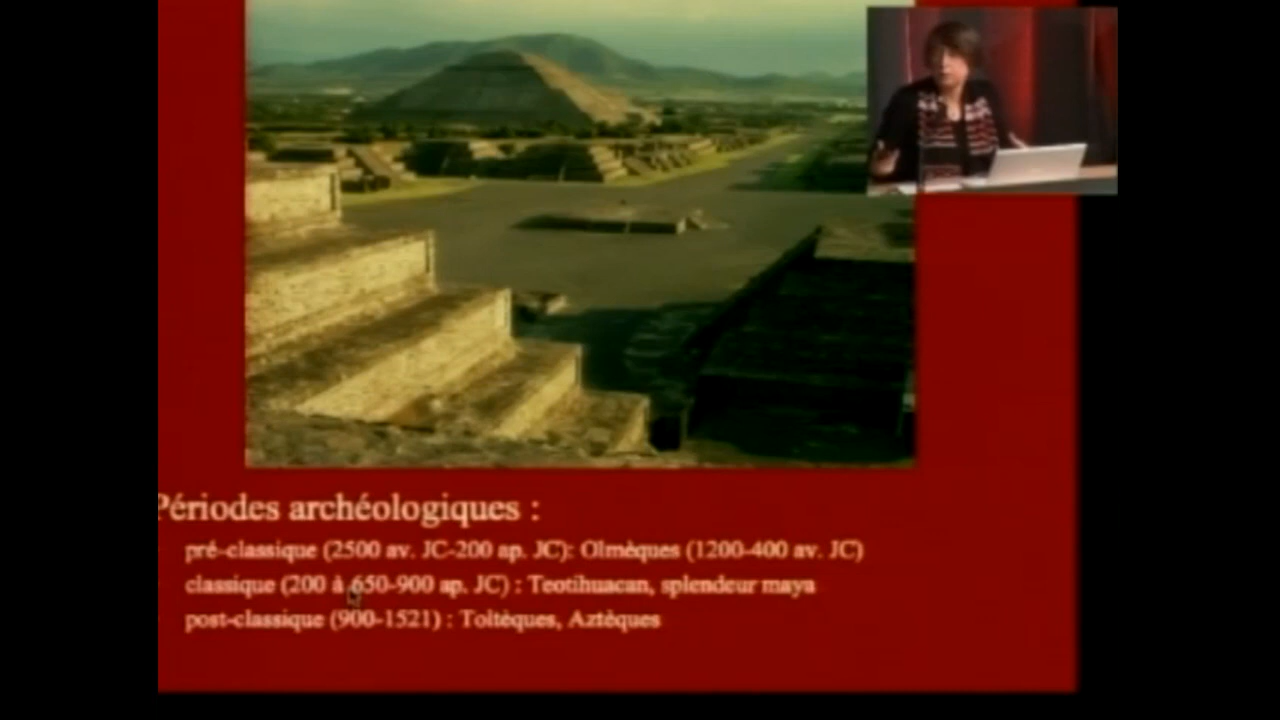 Périodes archéologiques :
pré-classique (2500 av. JC-200 ap. JC): Olmèques (1200-400 av. JC)
classique (200 à 650-900 ap. JC) : Teotihuacan, splendeur maya
post-classique (900-1521) : Toltèques, Aztèques